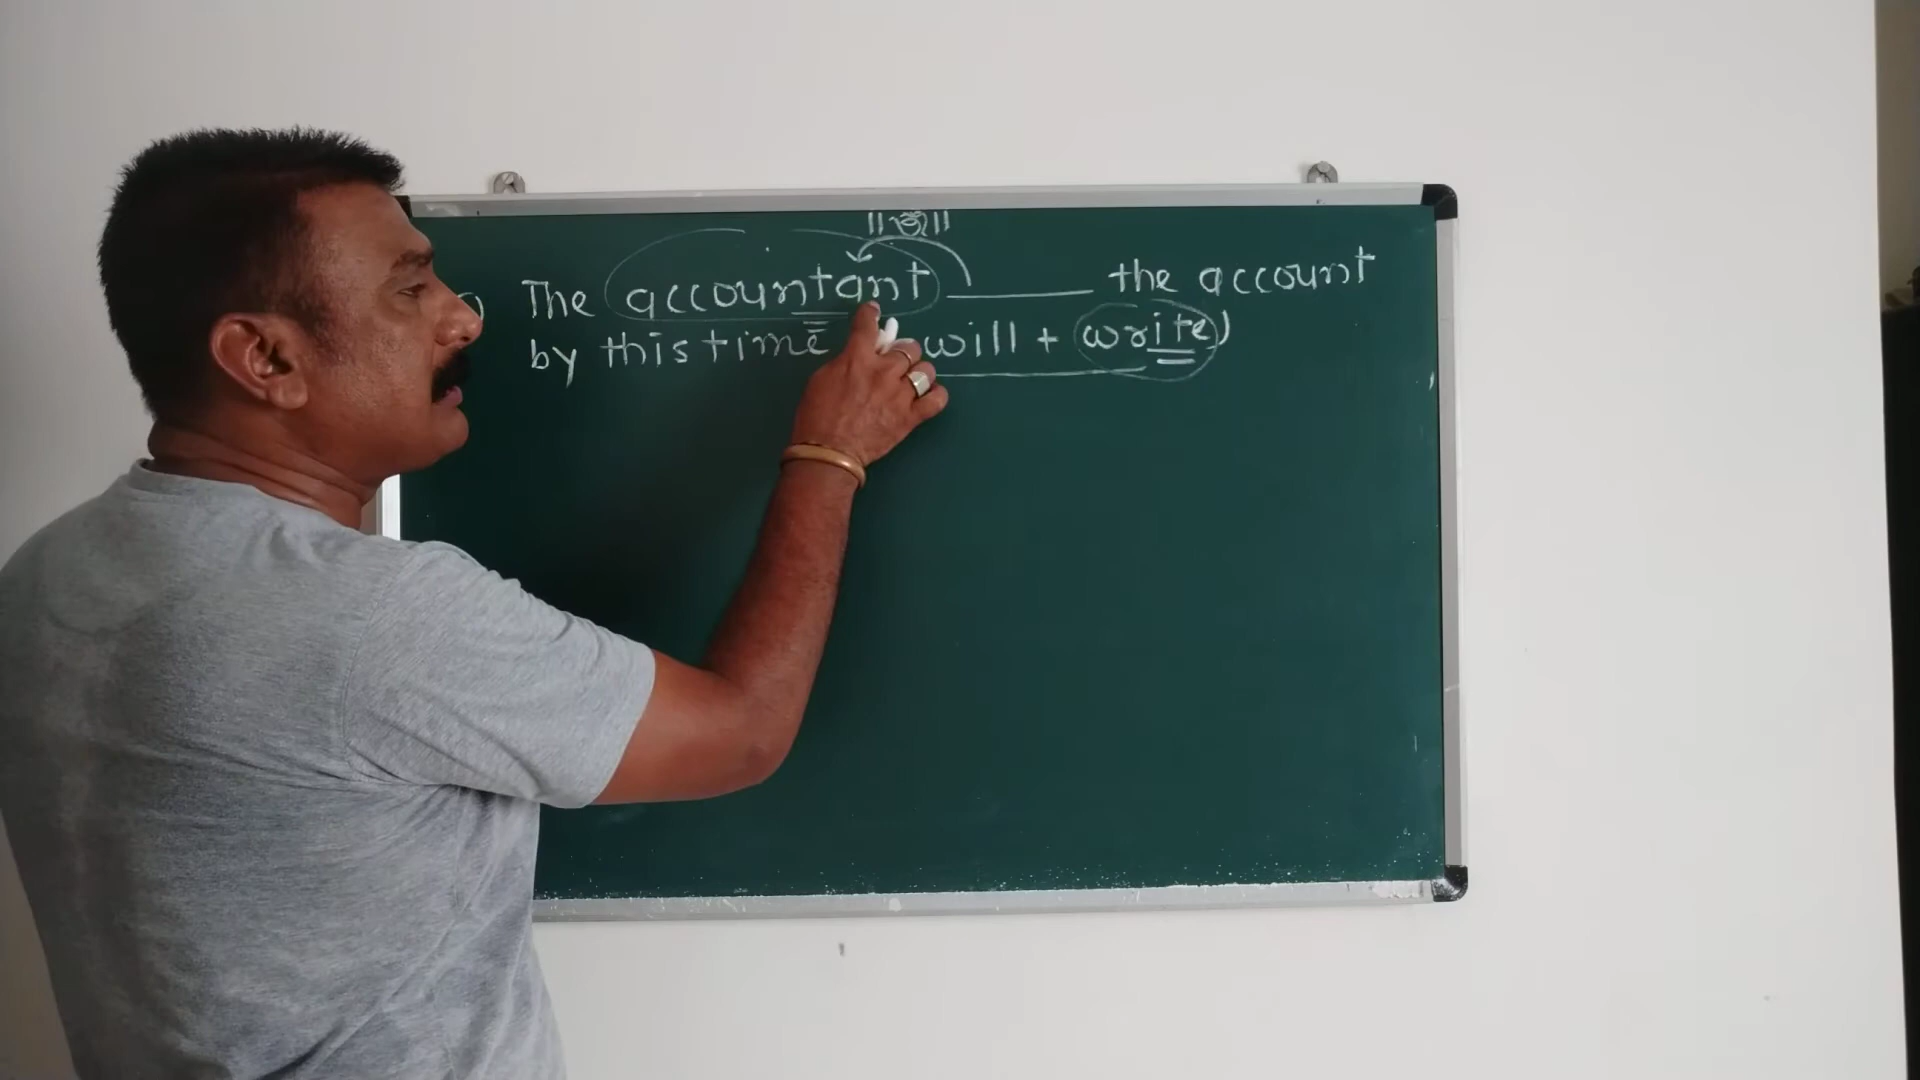 The accountant ______ the account
by this time will + write)